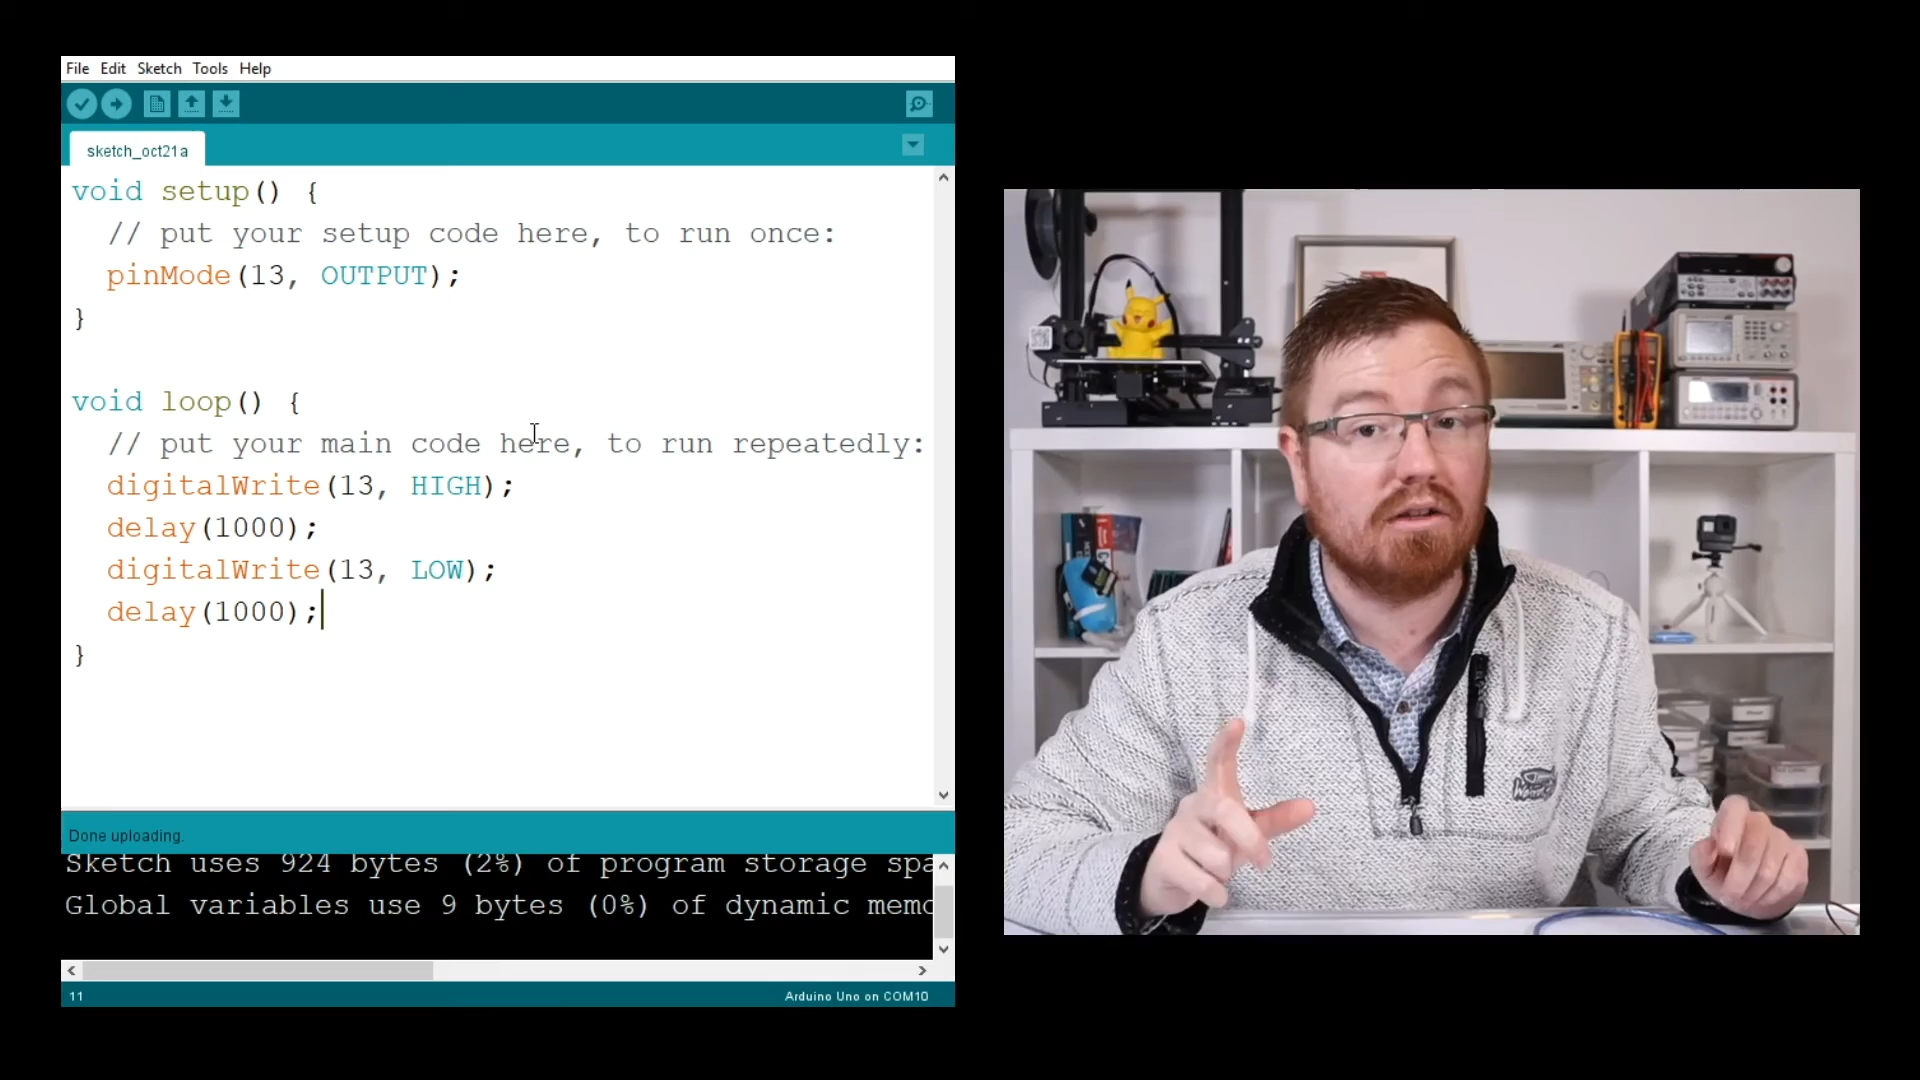 File Edit Sketch Tools Help
sketch_oct21a
void setup() {
// put your setup code here, to run once:
pinMode(13, OUTPUT);
}
void loop() {
// put your main code here, to run repeatedly:
digitalWrite(13, HIGH);
delay(1000);
digitalWrite(13, LOW);
delay(1000);
}
Done uploading.
Sketch uses 924 bytes (2%) of program storage spa
Global variables use 9 bytes (0%) of dynamic memo
11
Arduino Uno on COM10